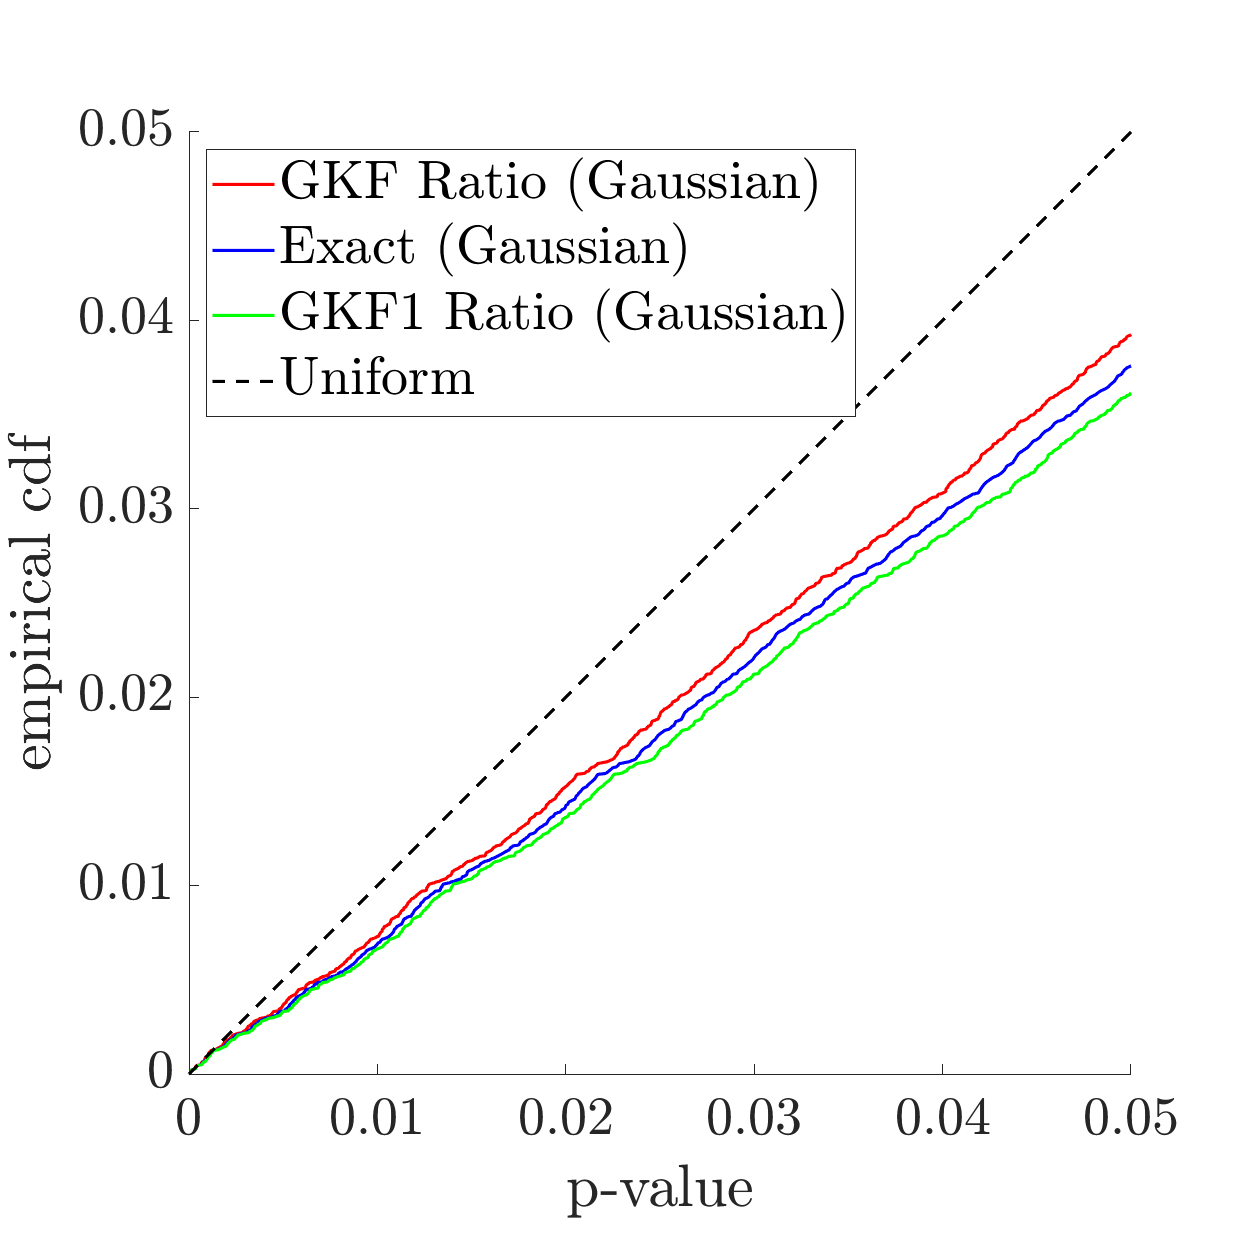 0.05
0.04
0.03
0.02
0.01
0
empirical cdf
GKF Ratio (Gaussian)
Exact (Gaussian)
GKF1 Ratio (Gaussian)
Uniform
0 0.01 0.02 0.03 0.04 0.05
p-value